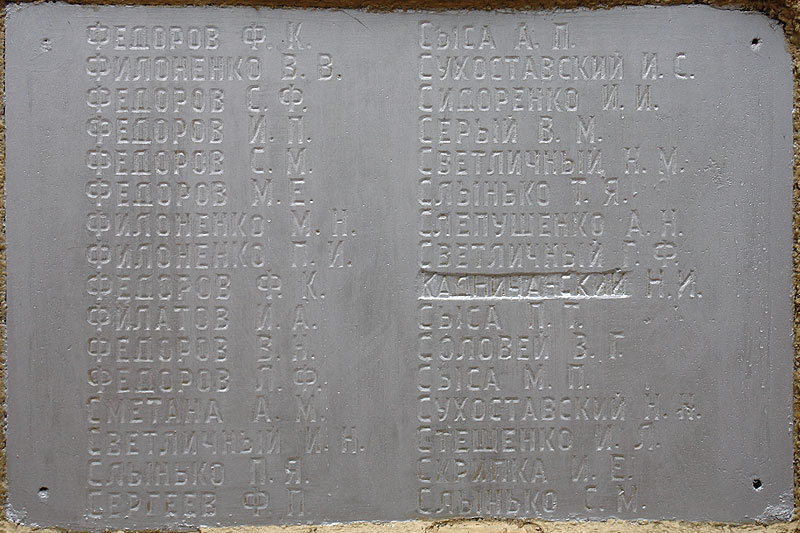 ФЕДОРОВ Ф. К.
ФИЛОНЕНКО В. В.
ФЕДОРОВ С. Ф.
ФЕДОРОВ И. П.
ФЕДОРОВ С. М.
ФЕДОРОВ М. Е.
ФИЛОНЕНКО М. Н.
ФИЛОНЕНКО П. И.
ФЕДОРОВ Ф. К.
ФИЛАТОВ И. А.
ФЕДОРОВ В. Н.
ФЕДОРОВ Л. Ф.
СМЕТАНА А. М.
СВЕТЛИЧНЫЙ И. Н.
СЛЫНЬКО П. Я.
СЕРГЕЕВ Ф. П.
СЫСА А. П.
СУХОСТАВСКИЙ И. С.
СИДОРЕНКО И. И.
СЕРЫЙ В. М.
СВЕТЛИЧНЫЙ Н. М.
СЛЫНЬКО Т. Я.
СЛЕПУШЕНКО А. Н.
СВЕТЛИЧНЫЙ Г. Ф.
Н. И.
СЫСА П. Т.
СОЛОВЕЙ В. Г.
СЫСА М. П.
СУХОСТАВСКИЙ Н. Н.
СТЕШЕНКО И. Л.
СКРИПКА И. Е.
СЛЫНЬКО С. М.